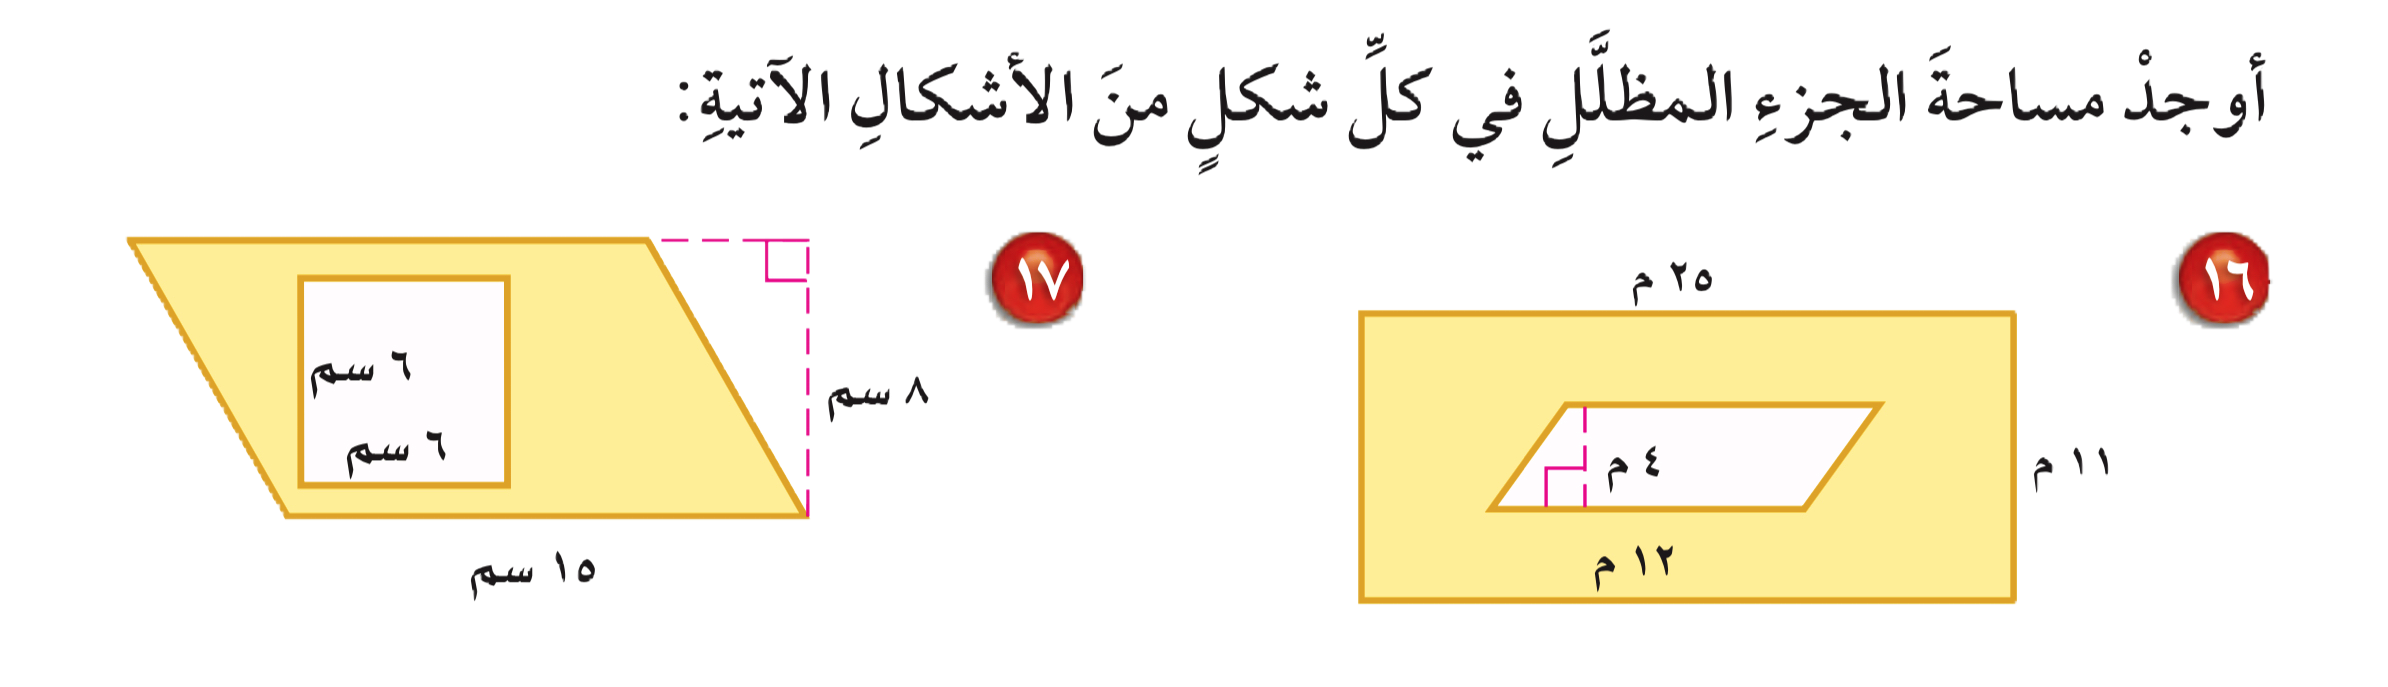 أوجدْ مساحةَ الجزءِ المظلَّلِ في كلِّ شكلٍ منَ الأشكالِ الآتيةِ:
١٦
٢٥ م
١١ م
٤ م
١٢ م
١٧
٨ سم
٦ سم
٦ سم
١٥ سم